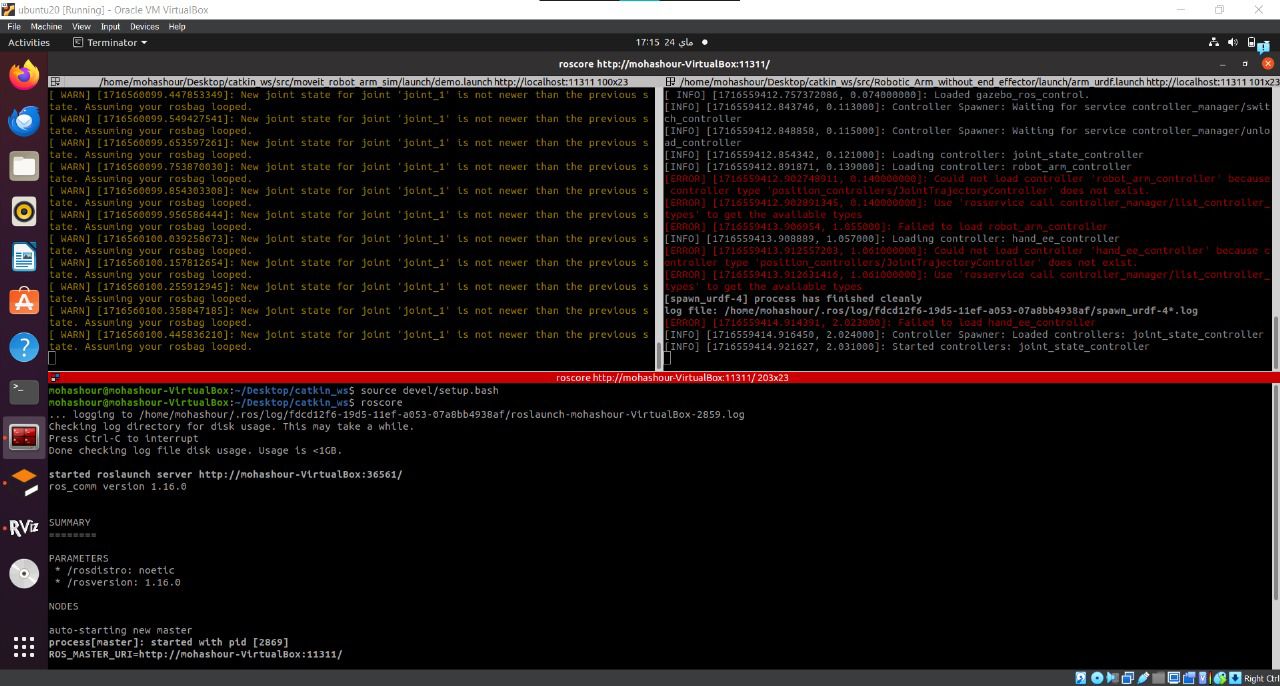 ubuntu20 [Running] - Oracle VM VirtualBox
File Machine View Input Devices Help
Activities Terminator 17:15 24 ماي
roscore http://mohashour-VirtualBox:11311/
/home/mohashour/Desktop/catkin_ws/src/moveit_robot_arm_sim/launch/demo.launch http://localhost:11311 100x23
[ WARN] [1716560099.447853349]: New joint state for joint 'joint_1' is not newer than the previous s
tate. Assuming your rosbag looped.
[ WARN] [1716560099.549427541]: New joint state for joint 'joint_1' is not newer than the previous s
tate. Assuming your rosbag looped.
[ WARN] [1716560099.653597261]: New joint state for joint 'joint_1' is not newer than the previous s
tate. Assuming your rosbag looped.
[ WARN] [1716560099.753870030]: New joint state for joint 'joint_1' is not newer than the previous s
tate. Assuming your rosbag looped.
[ WARN] [1716560099.854303308]: New joint state for joint 'joint_1' is not newer than the previous s
tate. Assuming your rosbag looped.
[ WARN] [1716560099.956586444]: New joint state for joint 'joint_1' is not newer than the previous s
tate. Assuming your rosbag looped.
[ WARN] [1716560100.039258673]: New joint state for joint 'joint_1' is not newer than the previous s
tate. Assuming your rosbag looped.
[ WARN] [1716560100.157812654]: New joint state for joint 'joint_1' is not newer than the previous s
tate. Assuming your rosbag looped.
[ WARN] [1716560100.255912945]: New joint state for joint 'joint_1' is not newer than the previous s
tate. Assuming your rosbag looped.
[ WARN] [1716560100.358847185]: New joint state for joint 'joint_1' is not newer than the previous s
tate. Assuming your rosbag looped.
[ WARN] [1716560100.445836210]: New joint state for joint 'joint_1' is not newer than the previous s
tate. Assuming your rosbag looped.
/home/mohashour/Desktop/catkin_ws/src/Robotic_Arm_without_end_effector/launch/arm_urdf.launch http://localhost:11311 101x23
[ INFO] [1716559412.757372086, 0.074000000]: Loaded gazebo_ros_control.
[INFO] [1716559412.843746, 0.113000]: Controller Spawner: Waiting for service controller_manager/swit
ch_controller
[INFO] [1716559412.848858, 0.115000]: Controller Spawner: Waiting for service controller_manager/unlo
ad_controller
[INFO] [1716559412.854342, 0.121000]: Loading controller: joint_state_controller
[INFO] [1716559412.891871, 0.139000]: Loading controller: robot_arm_controller
[ERROR] [1716559412.902748911, 0.140000000]: Could not load controller 'robot_arm_controller' because
controller type 'position_controllers/JointTrajectoryController' does not exist.
[ERROR] [1716559412.902891345, 0.140000000]: Use 'rosservice call controller_manager/list_controller_
types' to get the available types
[ERROR] [1716559413.906954, 1.055000]: Failed to load robot_arm_controller
[INFO] [1716559413.908889, 1.057000]: Loading controller: hand_ee_controller
[ERROR] [1716559413.912557203, 1.061000000]: Could not load controller 'hand_ee_controller' because c
ontroller type 'position_controllers/JointTrajectoryController' does not exist.
[ERROR] [1716559413.912631416, 1.061000000]: Use 'rosservice call controller_manager/list_controller_
types' to get the available types
[spawn_urdf-4] process has finished cleanly
log file: /home/mohashour/.ros/log/fdcd12f6-19d5-11ef-a053-07a8bb4938af/spawn_urdf-4*.log
[ERROR] [1716559414.914391, 2.023000]: Failed to load hand_ee_controller
[INFO] [1716559414.916450, 2.024000]: Controller Spawner: Loaded controllers: joint_state_controller
[INFO] [1716559414.921627, 2.031000]: Started controllers: joint_state_controller
roscore http://mohashour-VirtualBox:11311/ 203x23
mohashour@mohashour-VirtualBox:~/Desktop/catkin_ws$ source devel/setup.bash
mohashour@mohashour-VirtualBox:~/Desktop/catkin_ws$ roscore
... logging to /home/mohashour/.ros/log/fdcd12f6-19d5-11ef-a053-07a8bb4938af/roslaunch-mohashour-VirtualBox-2859.log
Checking log directory for disk usage. This may take a while.
Press Ctrl-C to interrupt
Done checking log file disk usage. Usage is <1GB.
started roslaunch server http://mohashour-VirtualBox:36561/
ros_comm version 1.16.0
SUMMARY
========
PARAMETERS
* /rosdistro: noetic
* /rosversion: 1.16.0
NODES
auto-starting new master
process[master]: started with pid [2869]
ROS_MASTER_URI=http://mohashour-VirtualBox:11311/
RViz
Right Ctrl